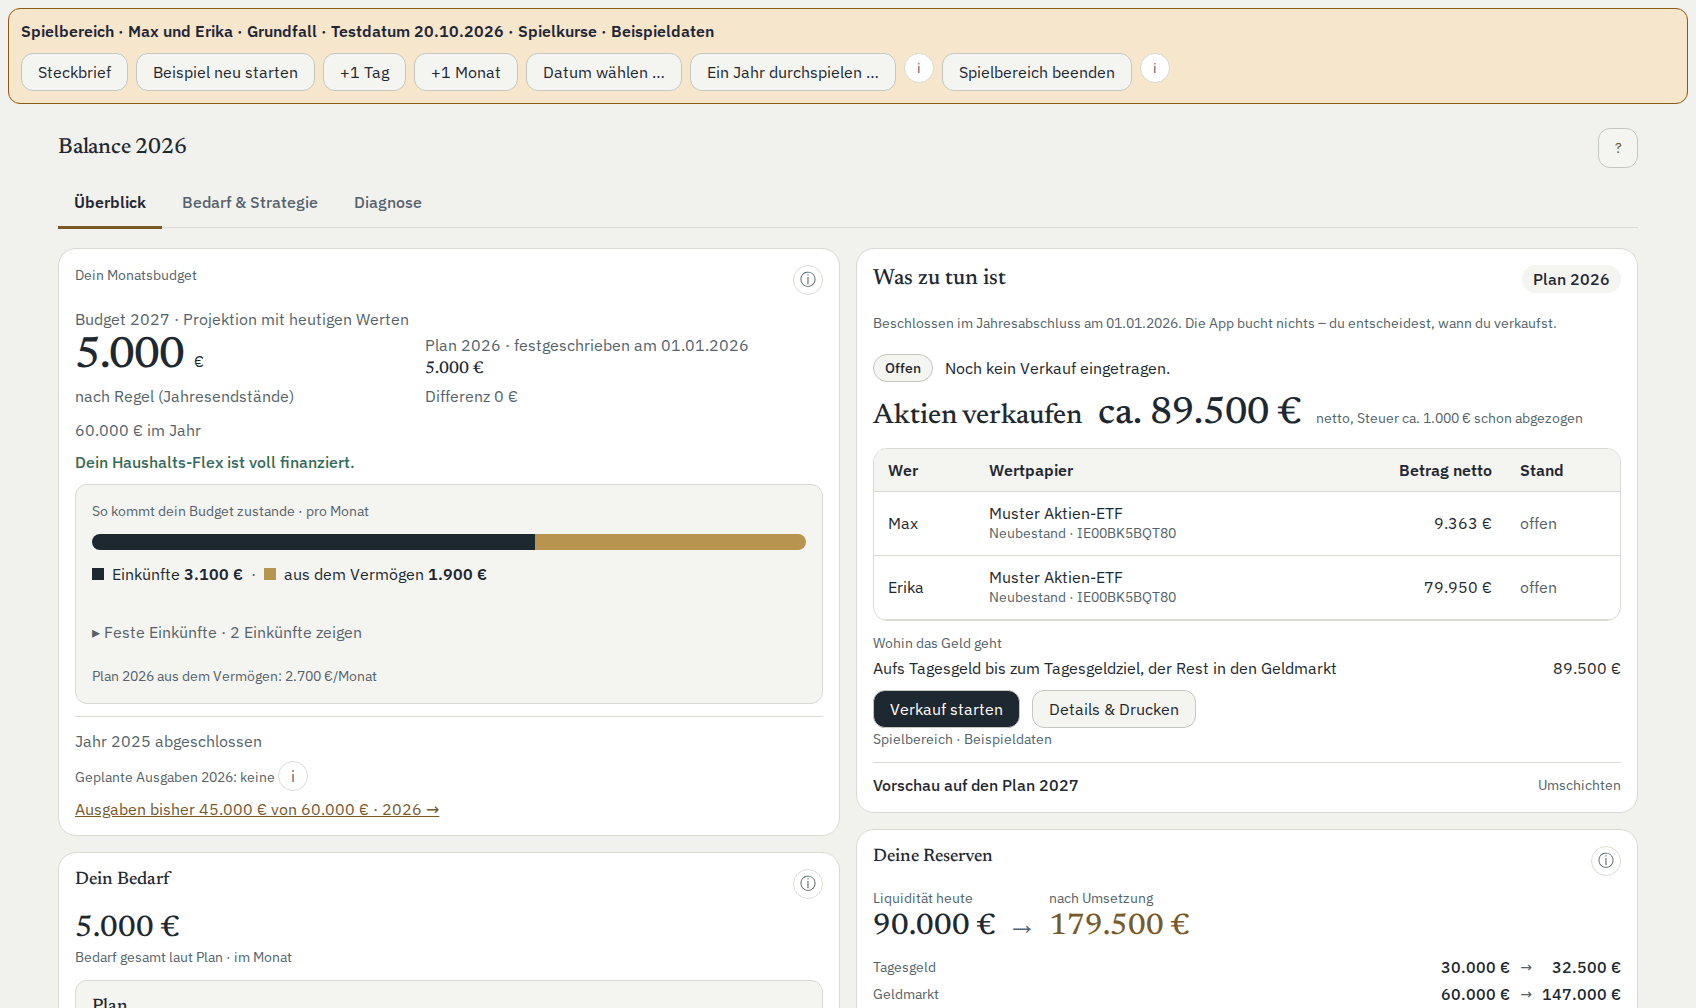 Spielbereich · Max und Erika · Grundfall · Testdatum 20.10.2026 · Spielkurse · Beispieldaten
Steckbrief
Beispiel neu starten
+1 Tag
+1 Monat
Datum wählen ...
Ein Jahr durchspielen ...
i
Spielbereich beenden
i
Balance 2026
?
Überblick
Bedarf & Strategie
Diagnose
Dein Monatsbudget
ⓘ
Budget 2027 · Projektion mit heutigen Werten
5.000 €
nach Regel (Jahresendstände)
Plan 2026 · festgeschrieben am 01.01.2026
5.000 €
Differenz 0 €
60.000 € im Jahr
Dein Haushalts-Flex ist voll finanziert.
So kommt dein Budget zustande · pro Monat
Einkünfte 3.100 € · aus dem Vermögen 1.900 €
▸ Feste Einkünfte · 2 Einkünfte zeigen
Plan 2026 aus dem Vermögen: 2.700 €/Monat
Jahr 2025 abgeschlossen
Geplante Ausgaben 2026: keine i
Ausgaben bisher 45.000 € von 60.000 € · 2026 →
Dein Bedarf
ⓘ
5.000 €
Bedarf gesamt laut Plan · im Monat
Plan
Was zu tun ist
Plan 2026
Beschlossen im Jahresabschluss am 01.01.2026. Die App bucht nichts – du entscheidest, wann du verkaufst.
Offen Noch kein Verkauf eingetragen.
Aktien verkaufen ca. 89.500 € netto, Steuer ca. 1.000 € schon abgezogen
Wer Wertpapier Betrag netto Stand
Max Muster Aktien-ETF 9.363 € offen
Neubestand · IE00BK5BQT80
Erika Muster Aktien-ETF 79.950 € offen
Neubestand · IE00BK5BQT80
Wohin das Geld geht
Aufs Tagesgeld bis zum Tagesgeldziel, der Rest in den Geldmarkt 89.500 €
Verkauf starten
Details & Drucken
Spielbereich · Beispieldaten
Vorschau auf den Plan 2027 Umschichten
Deine Reserven
ⓘ
Liquidität heute nach Umsetzung
90.000 € → 179.500 €
Tagesgeld 30.000 € → 32.500 €
Geldmarkt 60.000 € → 147.000 €